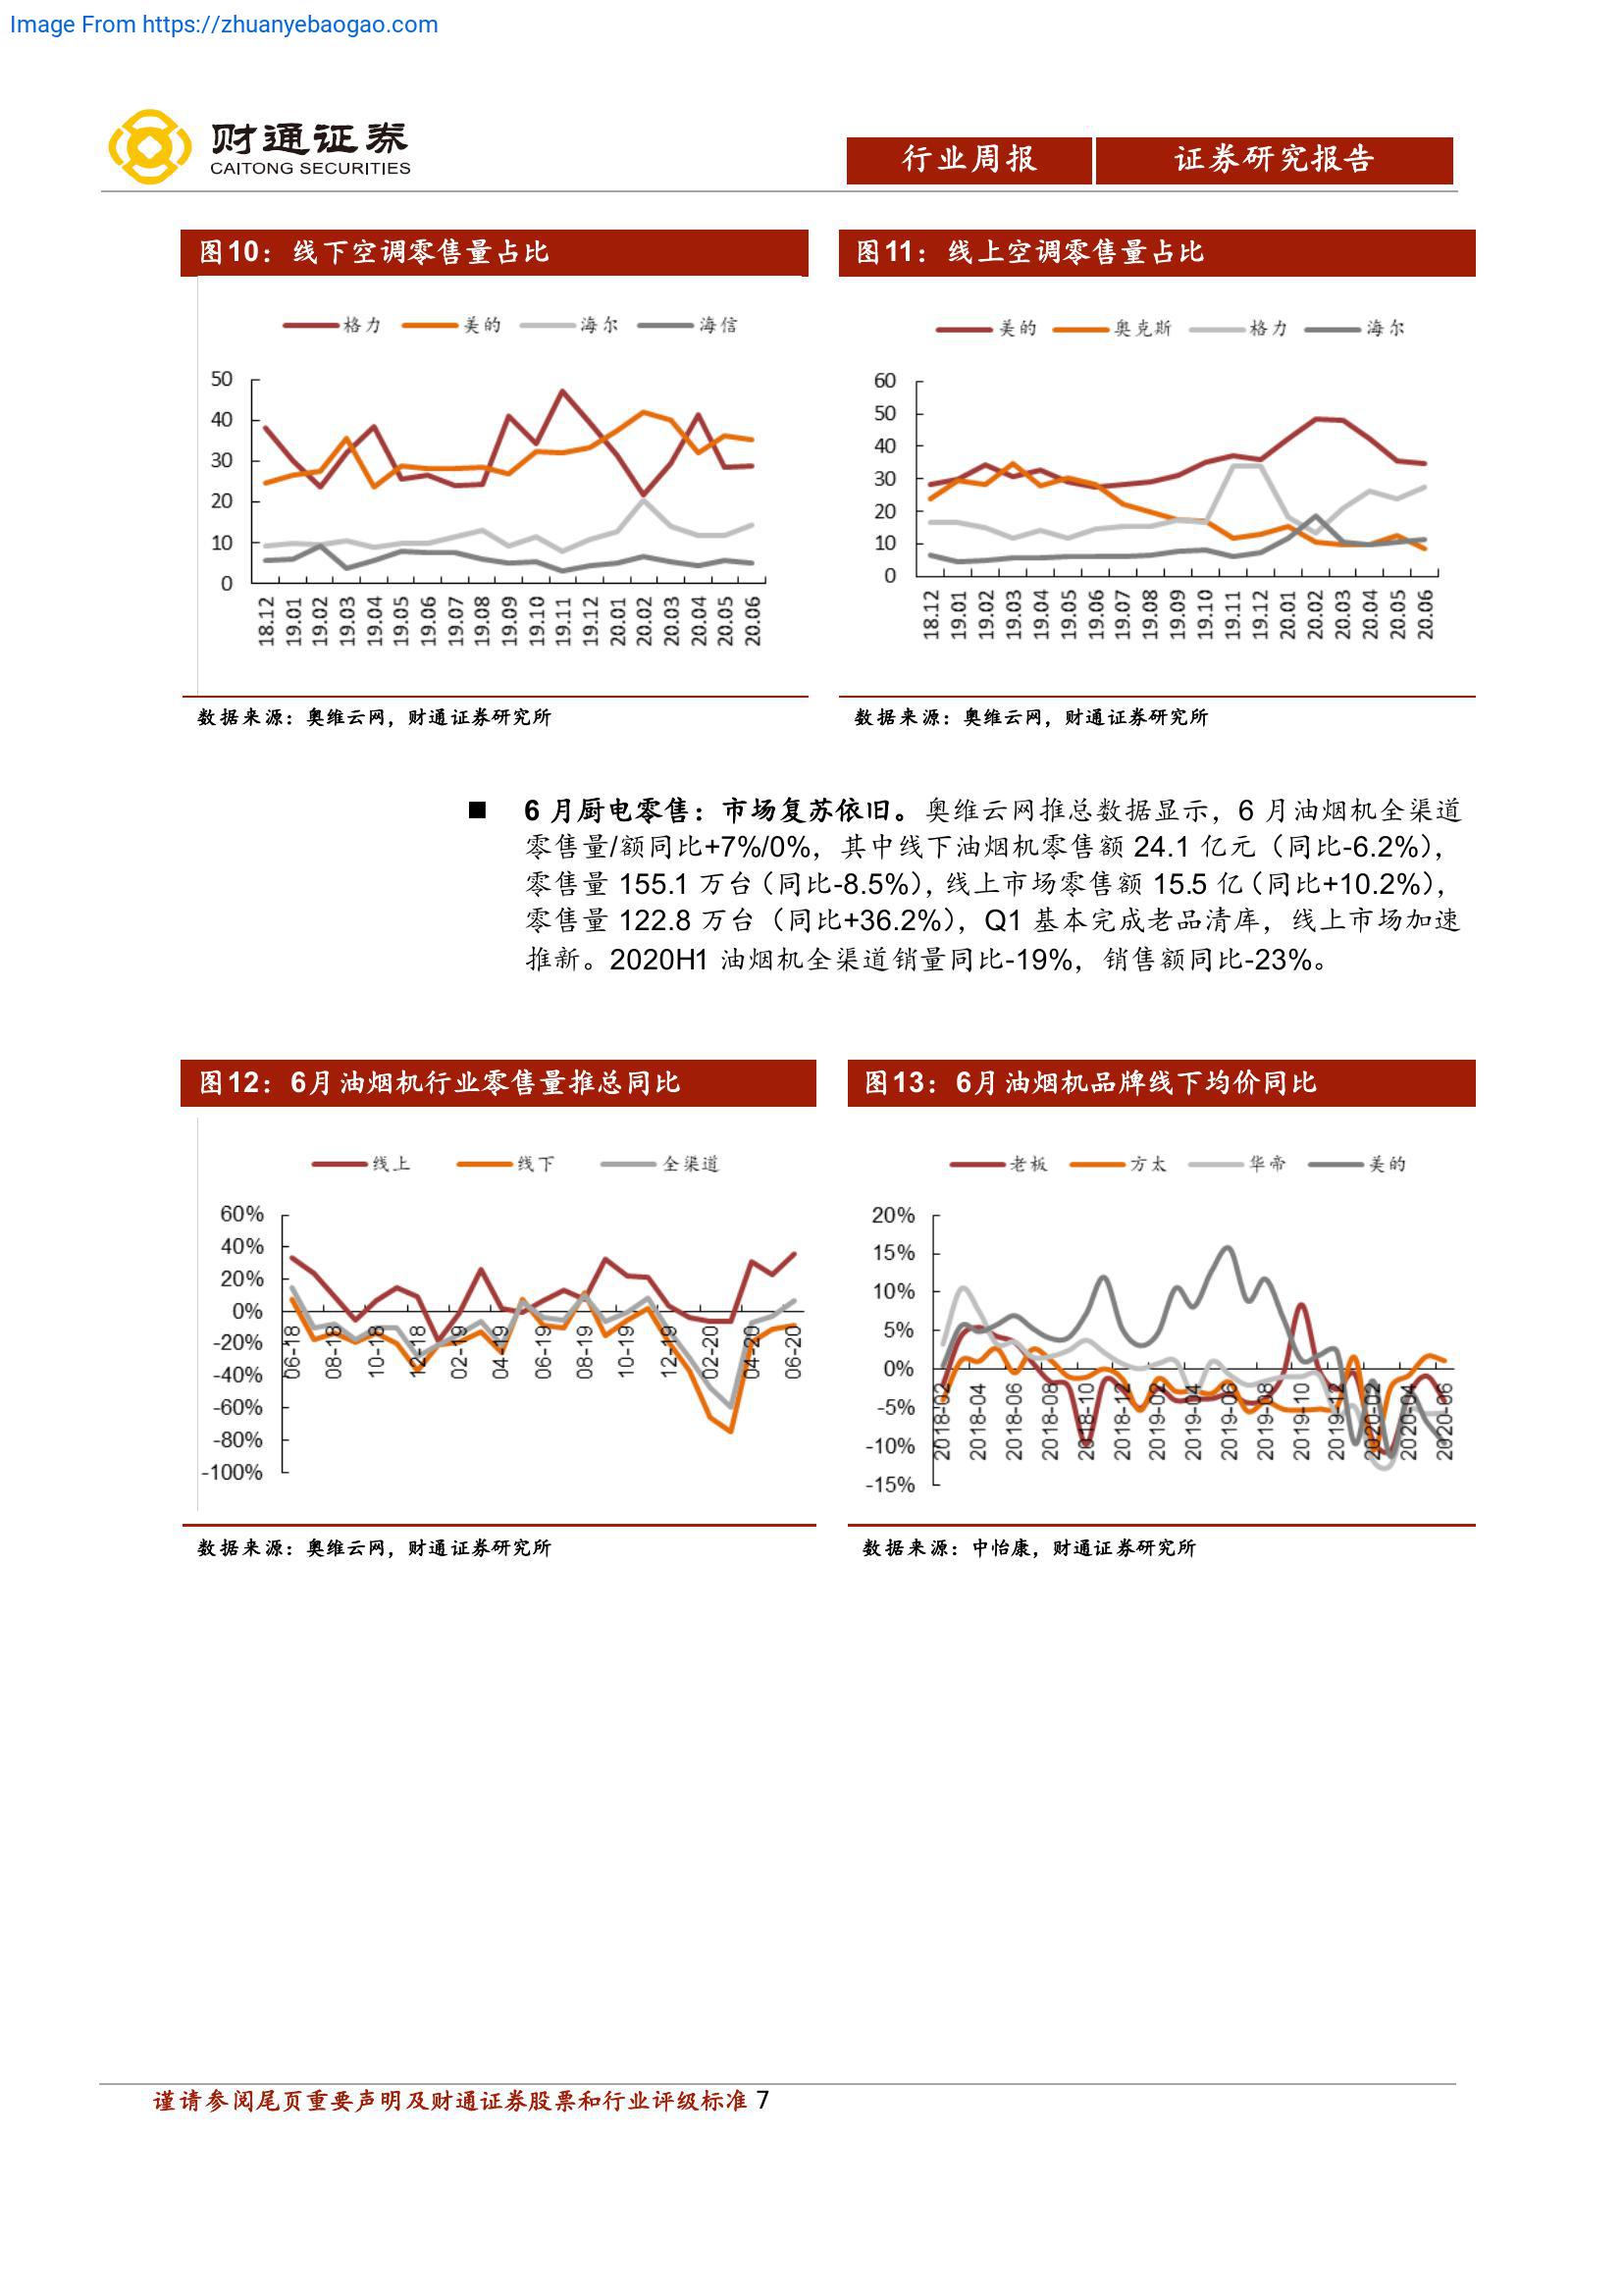 Image From https://zhuanyebaogao.com
财通证券
CAITONG SECURITIES
行业周报
证券研究报告
图10：线下空调零售量占比
格力 美的 海尔 海信
50
40
30
20
10
0
18.12 19.01 19.02 19.03 19.04 19.05 19.06 19.07 19.08 19.09 19.10 19.11 19.12 20.01 20.02 20.03 20.04 20.05 20.06
数据来源：奥维云网，财通证券研究所
图11：线上空调零售量占比
美的 奥克斯 格力 海尔
60
50
40
30
20
10
0
18.12 19.01 19.02 19.03 19.04 19.05 19.06 19.07 19.08 19.09 19.10 19.11 19.12 20.01 20.02 20.03 20.04 20.05 20.06
数据来源：奥维云网，财通证券研究所
■ 6 月厨电零售：市场复苏依旧。奥维云网推总数据显示，6 月油烟机全渠道
零售量/额同比+7%/0%，其中线下油烟机零售额 24.1 亿元（同比-6.2%），
零售量 155.1 万台（同比-8.5%），线上市场零售额 15.5 亿（同比+10.2%），
零售量 122.8 万台（同比+36.2%），Q1 基本完成老品清库，线上市场加速
推新。2020H1 油烟机全渠道销量同比-19%，销售额同比-23%。
图12：6月油烟机行业零售量推总同比
线上 线下 全渠道
60%
40%
20%
0%
-20%
-40%
-60%
-80%
-100%
06-18 08-18 10-18 12-18 02-19 04-19 06-19 08-19 10-19 12-19 02-20 04-20 06-20
数据来源：奥维云网，财通证券研究所
图13：6月油烟机品牌线下均价同比
老板 方太 华帝 美的
20%
15%
10%
5%
0%
-5%
-10%
-15%
2018-02 2018-04 2018-06 2018-08 2018-10 2018-12 2019-02 2019-04 2019-06 2019-08 2019-10 2019-12 2020-02 2020-04 2020-06
数据来源：中怡康，财通证券研究所
谨请参阅尾页重要声明及财通证券股票和行业评级标准 7